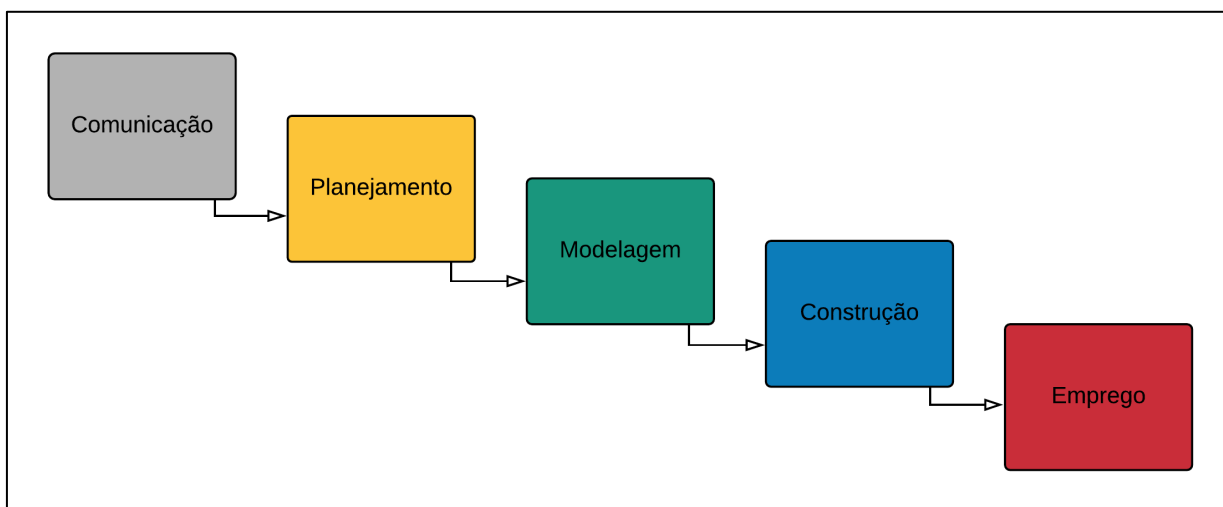 Comunicação
Planejamento
Modelagem
Construção
Emprego